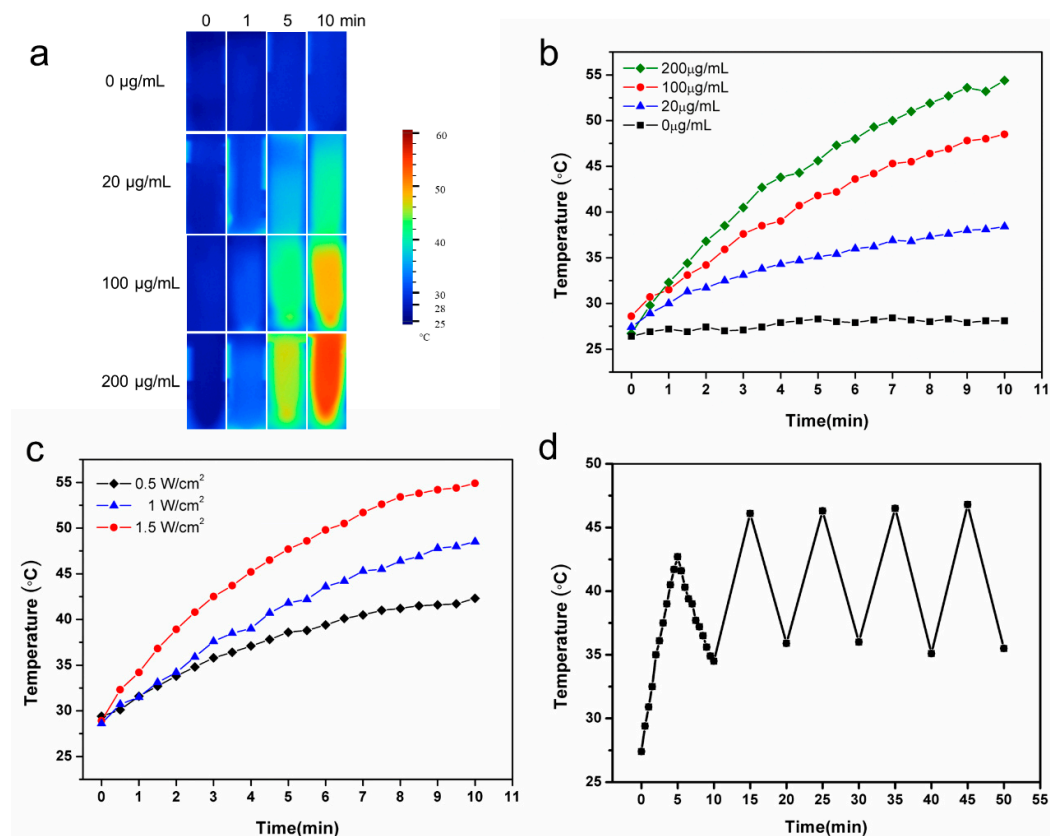 a
0 1 5 10 min
0 μg/mL
20 μg/mL
100 μg/mL
200 μg/mL
60
50
40
30
28
25
°C
b
200μg/mL
100μg/mL
20μg/mL
0μg/mL
Temperature (°C)
55
50
45
40
35
30
25
0 1 2 3 4 5 6 7 8 9 10 11
Time(min)
c
0.5 W/cm²
1 W/cm²
1.5 W/cm²
Temperature (°C)
55
50
45
40
35
30
25
0 1 2 3 4 5 6 7 8 9 10 11
Time(min)
d
Temperature (°C)
50
45
40
35
30
25
0 5 10 15 20 25 30 35 40 45 50 55
Time(min)